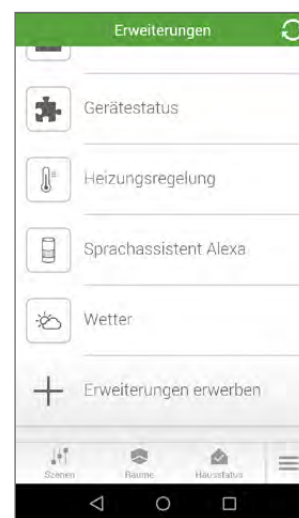 Erweiterungen
Gerätestatus
Heizungsregelung
Sprachassistent Alexa
Wetter
Erweiterungen erwerben
Szenen Räume Hausstatus